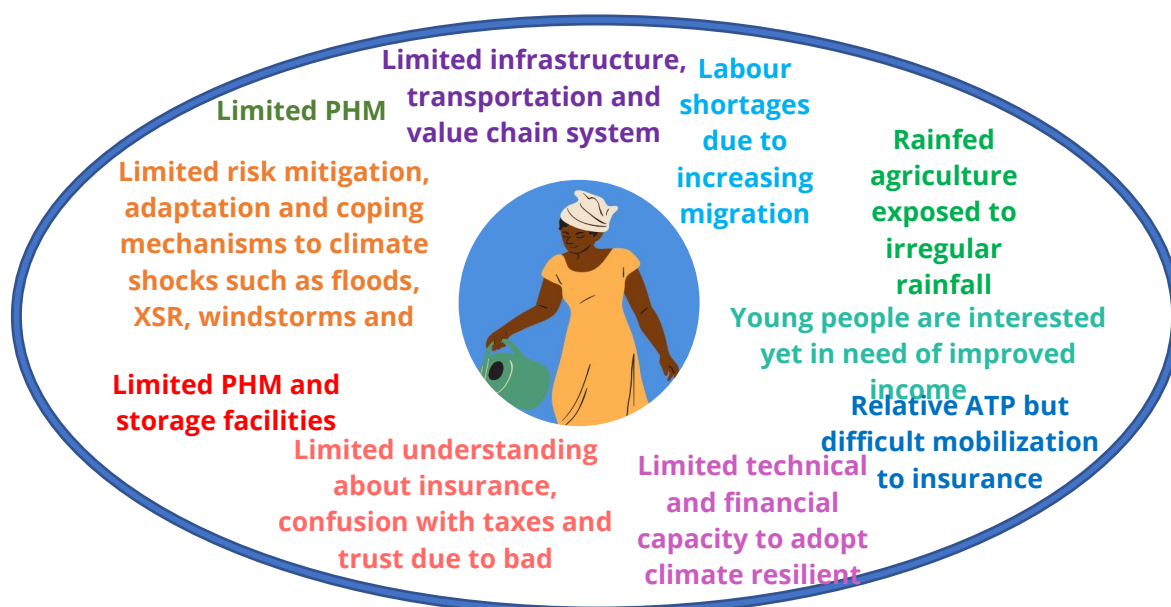 Limited infrastructure,
transportation and
value chain system
Labour
shortages
due to
increasing
migration
Limited PHM
Rainfed
agriculture
exposed to
irregular
rainfall
Limited risk mitigation,
adaptation and coping
mechanisms to climate
shocks such as floods,
XSR, windstorms and
Young people are interested
yet in need of improved
income
Limited PHM and
storage facilities
Relative ATP but
difficult mobilization
to insurance
Limited understanding
about insurance,
confusion with taxes and
trust due to bad
Limited technical
and financial
capacity to adopt
climate resilient